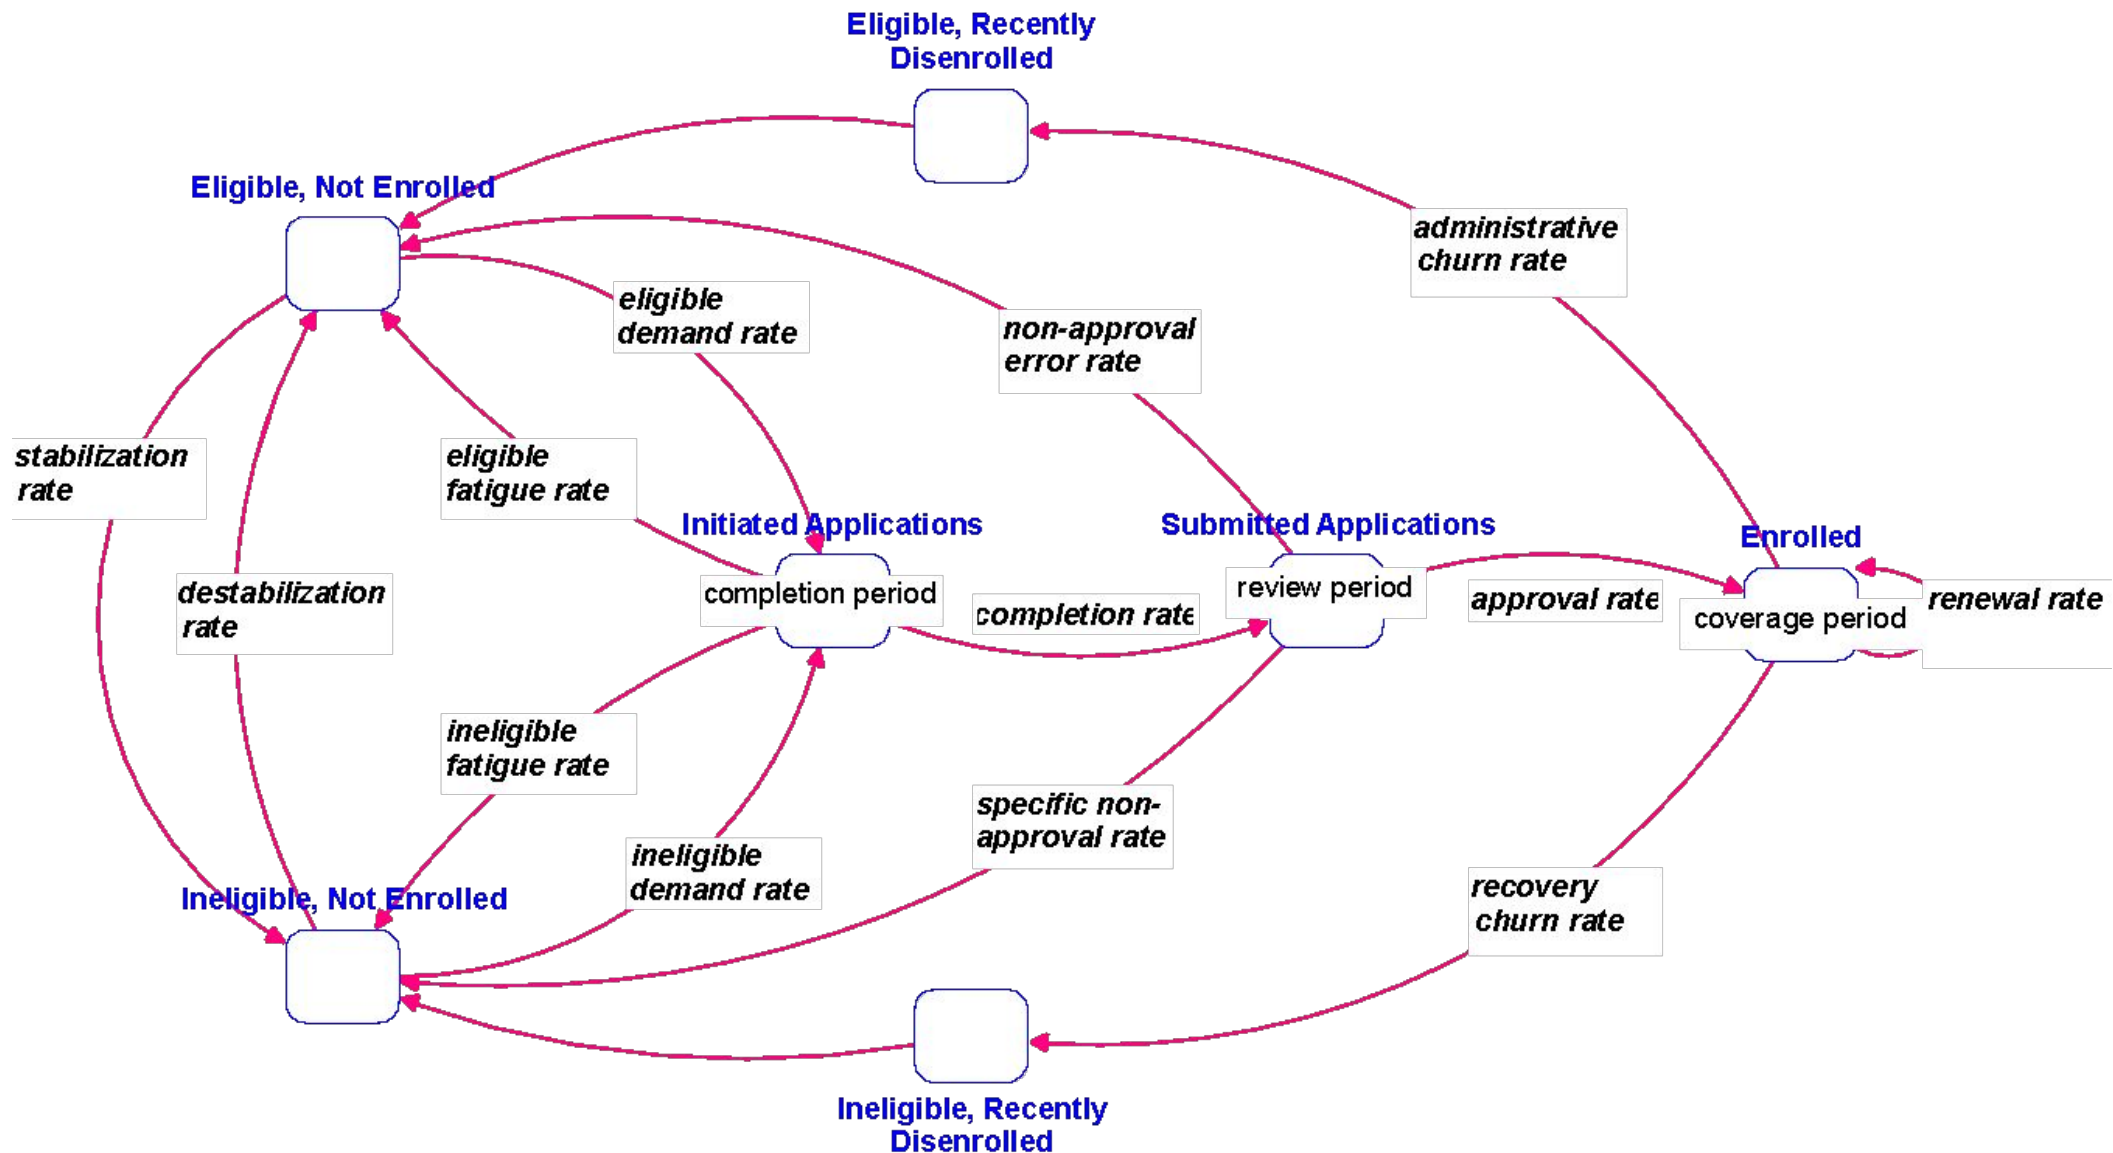 Eligible, Recently
Disenrolled
Eligible, Not Enrolled
administrative
churn rate
eligible
demand rate
non-approval
error rate
stabilization
rate
eligible
fatigue rate
Initiated Applications
Submitted Applications
Enrolled
destabilization
rate
completion period
completion rate
review period
approval rate
coverage period
renewal rate
ineligible
fatigue rate
specific non-
approval rate
ineligible
demand rate
recovery
churn rate
Ineligible, Not Enrolled
Ineligible, Recently
Disenrolled